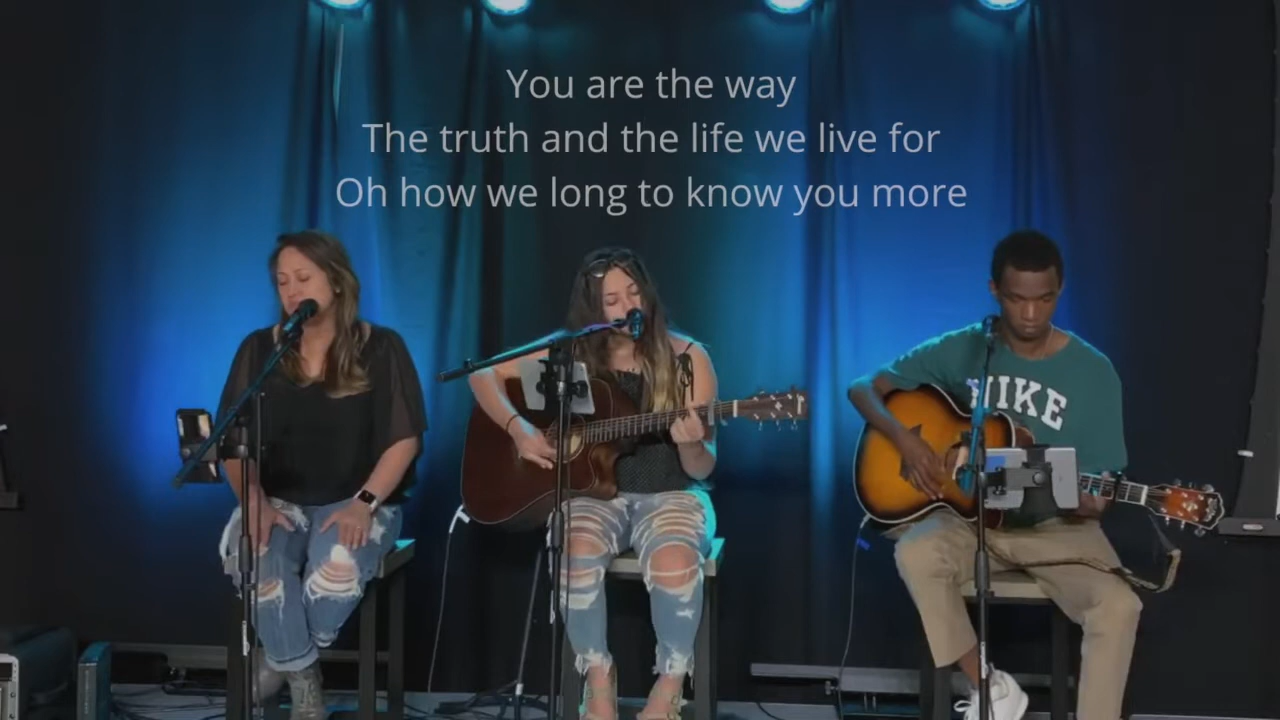 You are the way
The truth and the life we live for
Oh how we long to know you more
NIKE